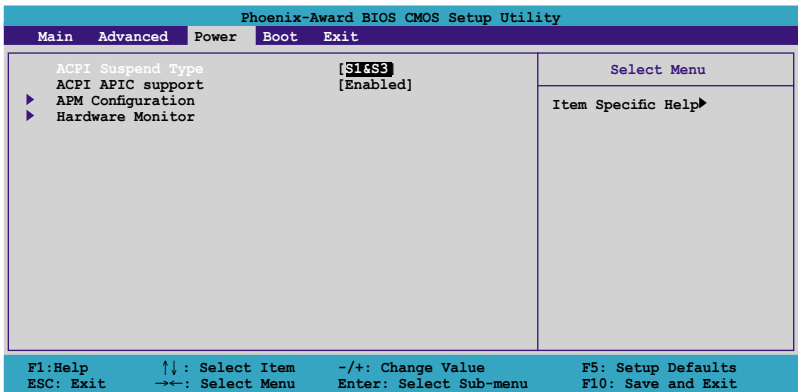 Phoenix-Award BIOS CMOS Setup Utility
Main Advanced Power Boot Exit
ACPI Suspend Type [S1&S3]
ACPI APIC support [Enabled]
APM Configuration
Hardware Monitor
Select Menu
Item Specific Help
F1:Help ↑↓: Select Item -/+: Change Value F5: Setup Defaults
ESC: Exit →←: Select Menu Enter: Select Sub-menu F10: Save and Exit